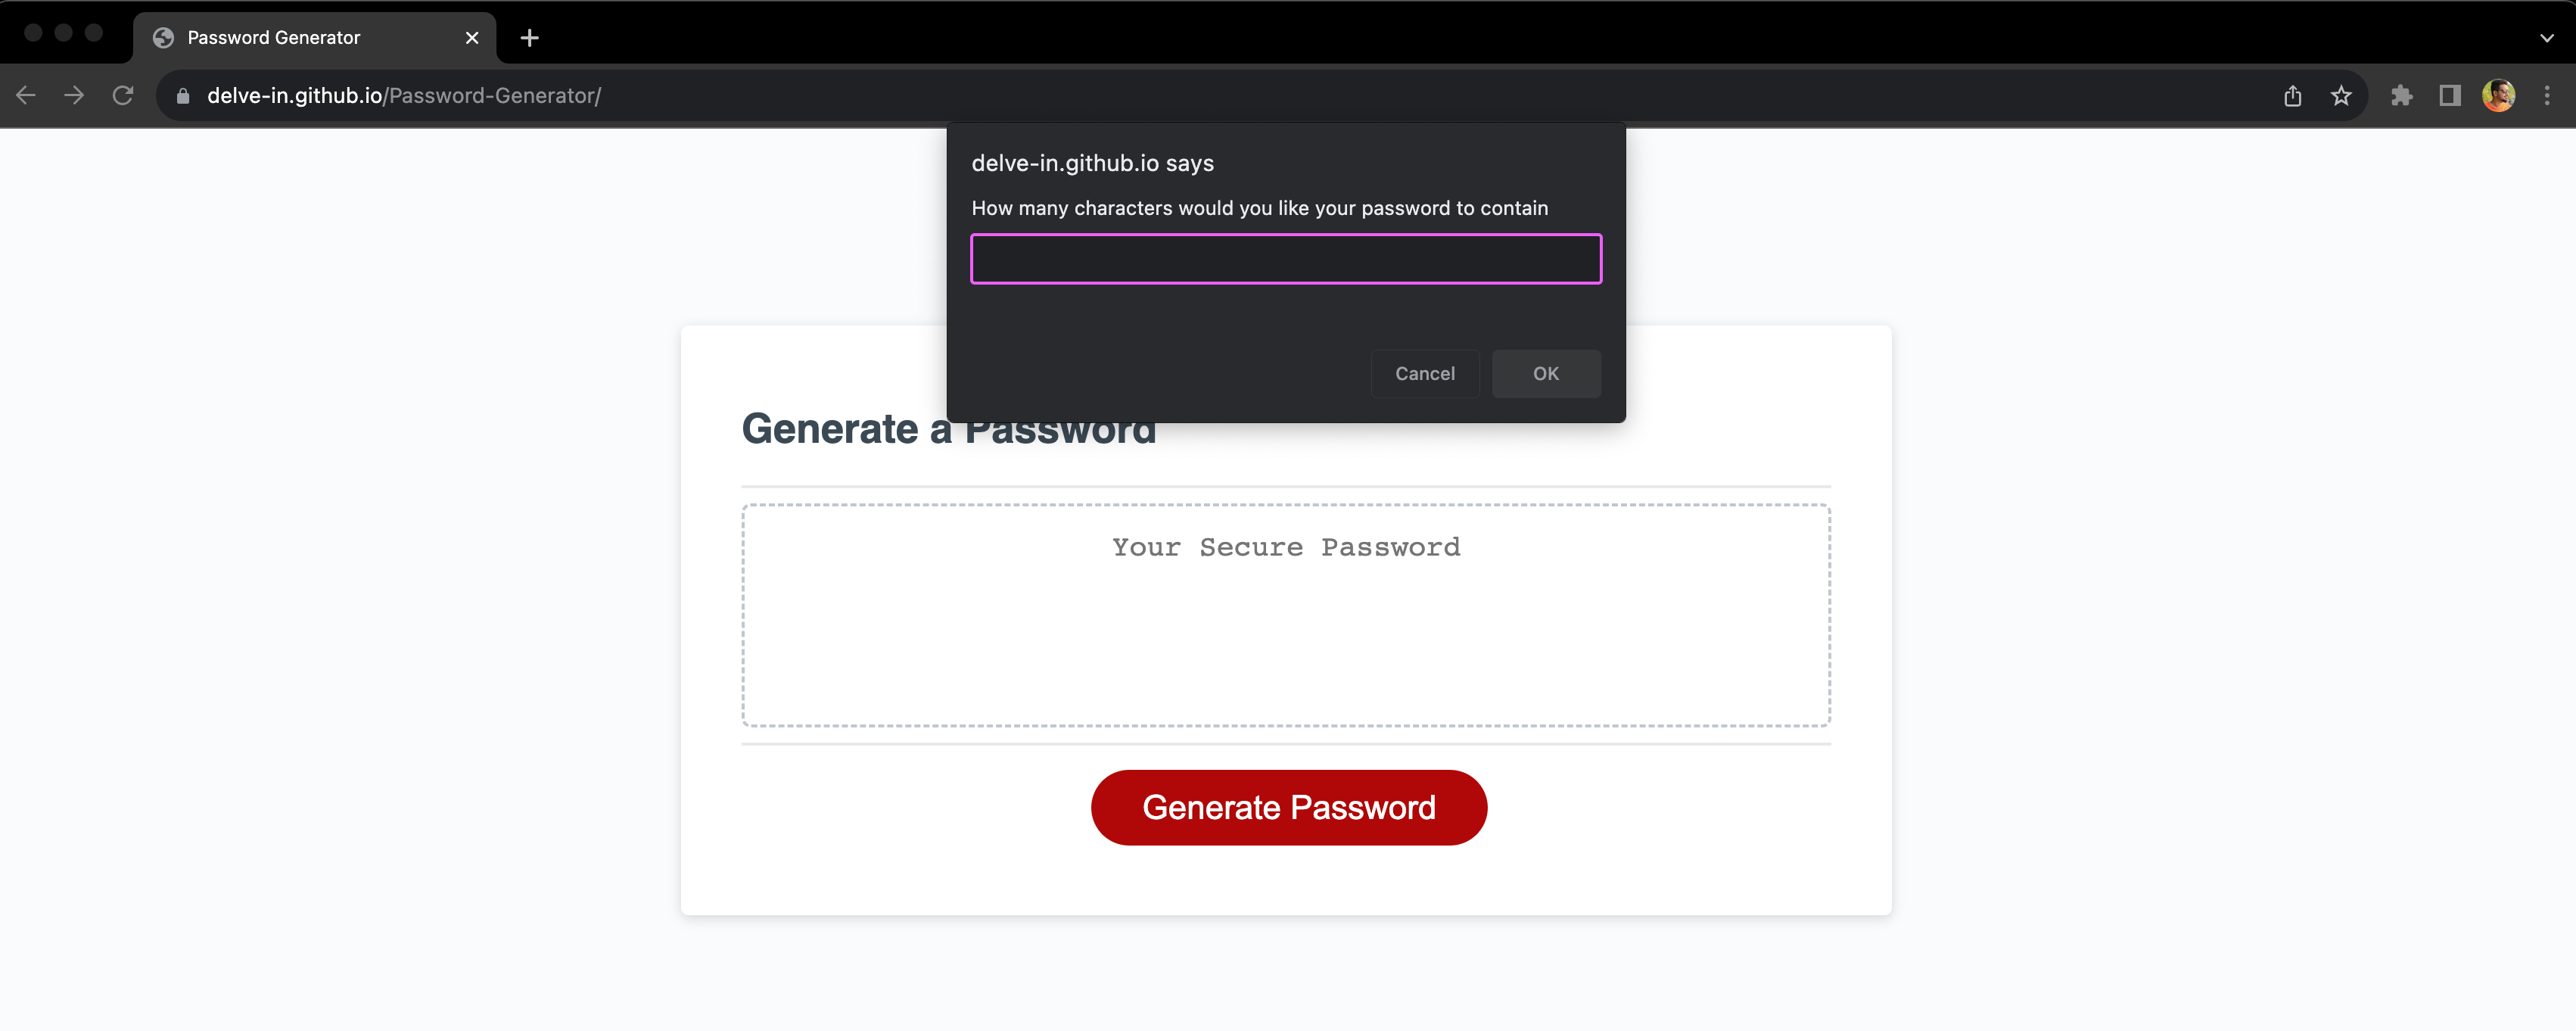 Password Generator
delve-in.github.io/Password-Generator/
delve-in.github.io says
How many characters would you like your password to contain
Cancel
OK
Generate a Password
Your Secure Password
Generate Password